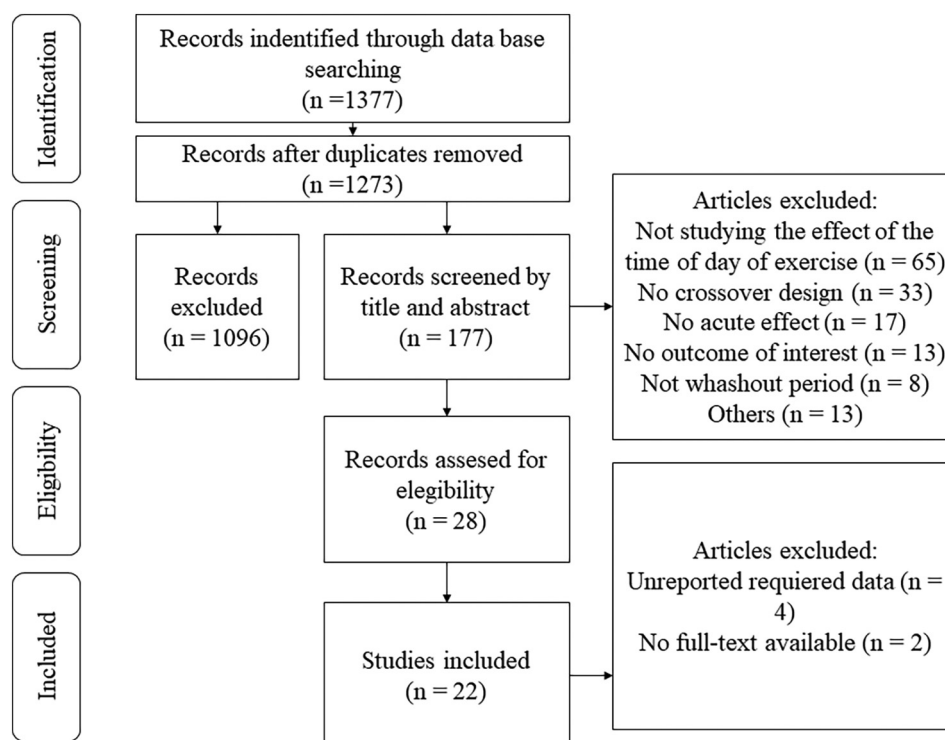 Identification
Records indentified through data base
searching
(n =1377)
Records after duplicates removed
(n =1273)
Screening
Records
excluded
(n = 1096)
Records screened by
title and abstract
(n = 177)
Articles excluded:
Not studying the effect of the
time of day of exercise (n = 65)
No crossover design (n = 33)
No acute effect (n = 17)
No outcome of interest (n = 13)
Not whashout period (n = 8)
Others (n = 13)
Eligibility
Records assesed for
elegibility
(n = 28)
Articles excluded:
Unreported requiered data (n =
4)
No full-text available (n = 2)
Included
Studies included
(n = 22)